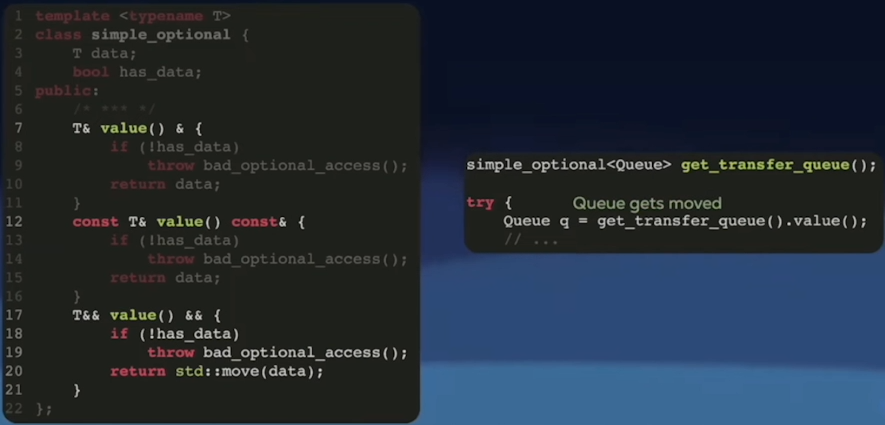 1 template <typename T>
2 class simple_optional {
3 T data;
4 bool has_data;
5 public:
6 /* *** */
7 T& value() & {
8 if (!has_data)
9 throw bad_optional_access();
10 return data;
11 }
12 const T& value() const& {
13 if (!has_data)
14 throw bad_optional_access();
15 return data;
16 }
17 T&& value() && {
18 if (!has_data)
19 throw bad_optional_access();
20 return std::move(data);
21 }
22 };
simple_optional<Queue> get_transfer_queue();
try { Queue gets moved
Queue q = get_transfer_queue().value();
// ...